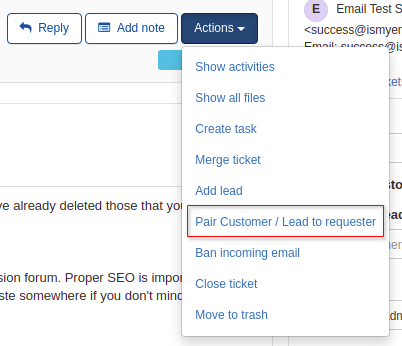 Reply
Add note
Actions
E
Email Test S
<success@ismye
Email: success@is
Show activities
Show all files
Create task
Merge ticket
Add lead
Pair Customer / Lead to requester
Ban incoming email
Close ticket
Move to trash
ve already deleted those that you
sion forum. Proper SEO is impor
ste somewhere if you don't mind